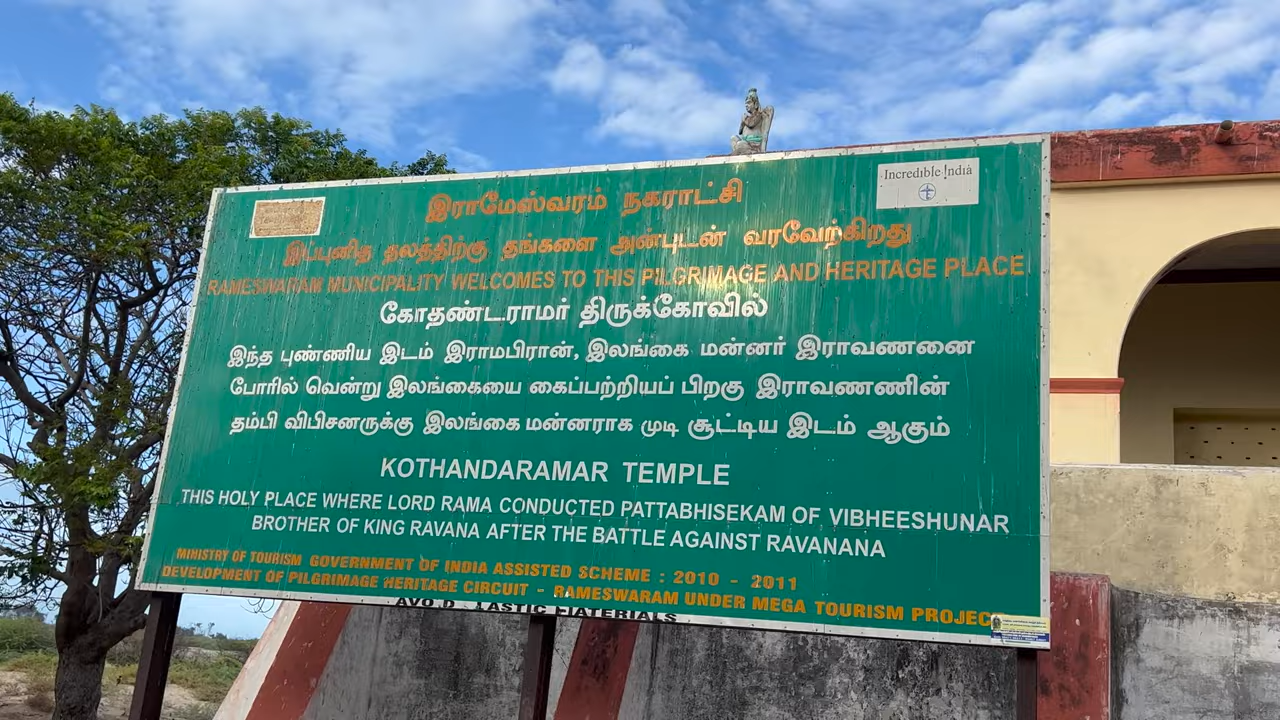 Incredible !ndia
இராமேஸ்வரம் நகராட்சி
இப்புனித தலத்திற்கு தங்களை அன்புடன் வரவேற்கிறது
RAMESWARAM MUNICIPALITY WELCOMES TO THIS PILGRIMAGE AND HERITAGE PLACE
கோதண்டராமர் திருக்கோவில்
இந்த புண்ணிய இடம் இராமபிரான், இலங்கை மன்னர் இராவணனை
போரில் வென்று இலங்கையை கைப்பற்றியப் பிறகு இராவணணின்
தம்பி விபிசனருக்கு இலங்கை மன்னராக முடி சூட்டிய இடம் ஆகும்
KOTHANDARAMAR TEMPLE
THIS HOLY PLACE WHERE LORD RAMA CONDUCTED PATTABHISEKAM OF VIBHEESHUNAR
BROTHER OF KING RAVANA AFTER THE BATTLE AGAINST RAVANANA
MINISTRY OF TOURISM GOVERNMENT OF INDIA ASSISTED SCHEME : 2010 - 2011
DEVELOPMENT OF PILGRIMAGE HERITAGE CIRCUIT - RAMESWARAM UNDER MEGA TOURISM PROJEC